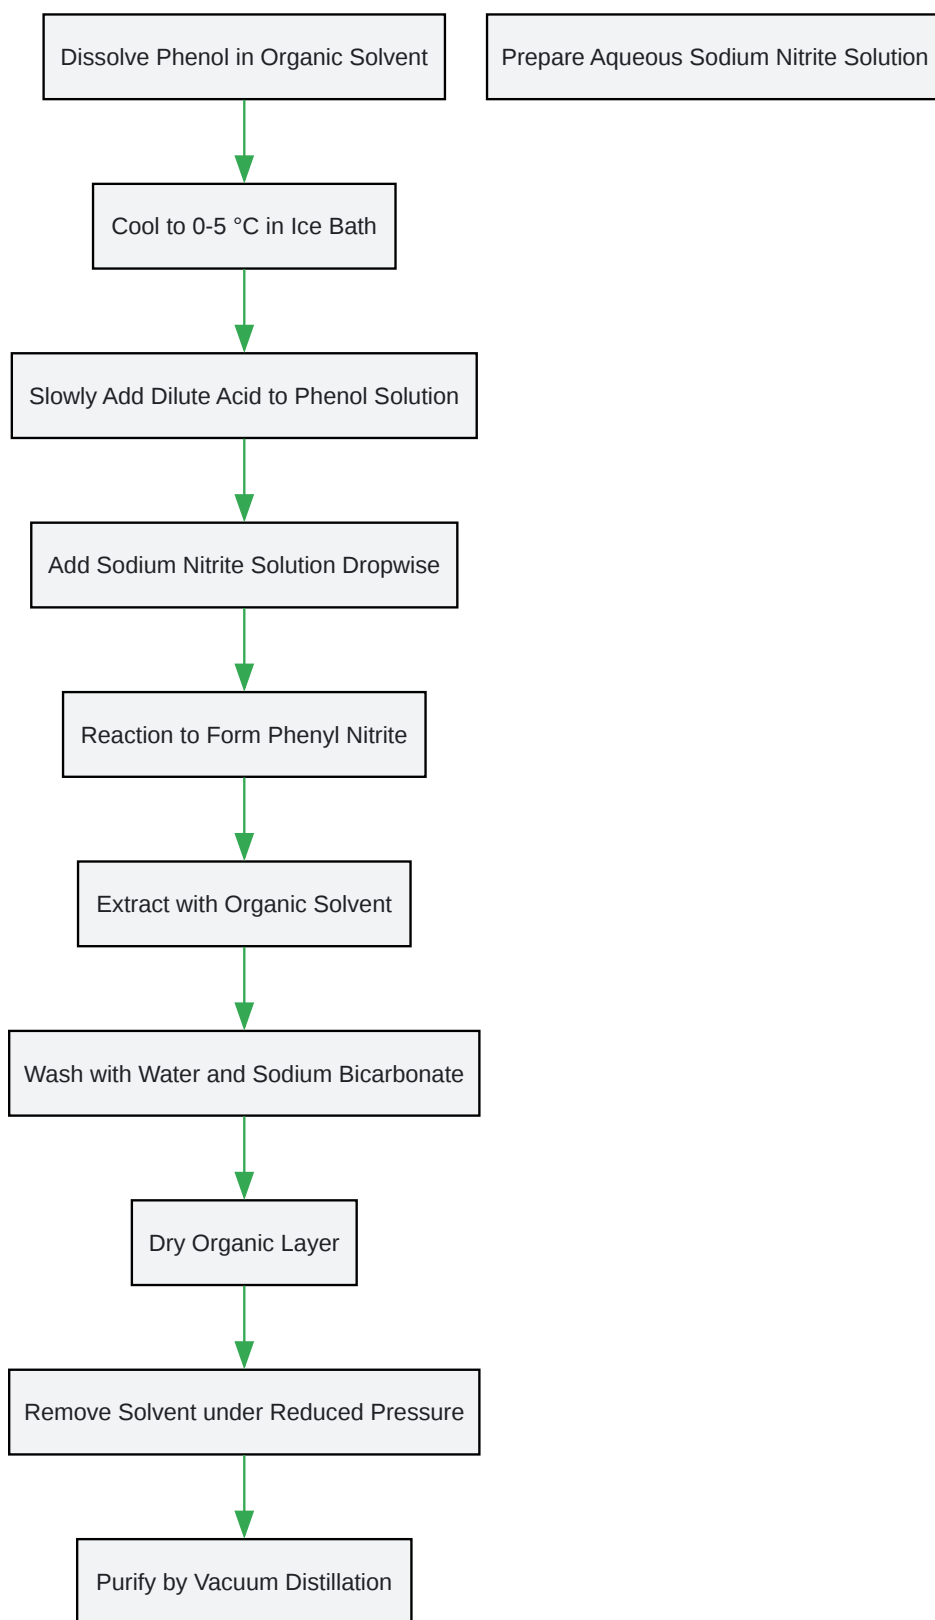 Dissolve Phenol in Organic Solvent
Prepare Aqueous Sodium Nitrite Solution
Cool to 0-5 °C in Ice Bath
Slowly Add Dilute Acid to Phenol Solution
Add Sodium Nitrite Solution Dropwise
Reaction to Form Phenyl Nitrite
Extract with Organic Solvent
Wash with Water and Sodium Bicarbonate
Dry Organic Layer
Remove Solvent under Reduced Pressure
Purify by Vacuum Distillation